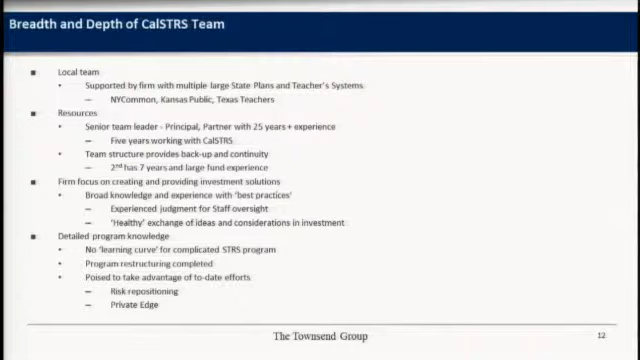 Breadth and Depth of CalSTRS Team
Local team
Supported by firm with multiple large State Plans and Teacher's Systems
NYCommon, Kansas Public, Texas Teachers
Resources
Senior team leader - Principal, Partner with 25 years + experience
Five years working with CalSTRS
Team structure provides back-up and continuity
2nd has 7 years and large fund experience
Firm focus on creating and providing investment solutions
Broad knowledge and experience with 'best practices'
Experienced judgment for Staff oversight
'Healthy' exchange of ideas and considerations in investment
Detailed program knowledge
No 'learning curve' for complicated STRS program
Program restructuring completed
Poised to take advantage of to-date efforts
Risk repositioning
Private Edge
The Townsend Group
12